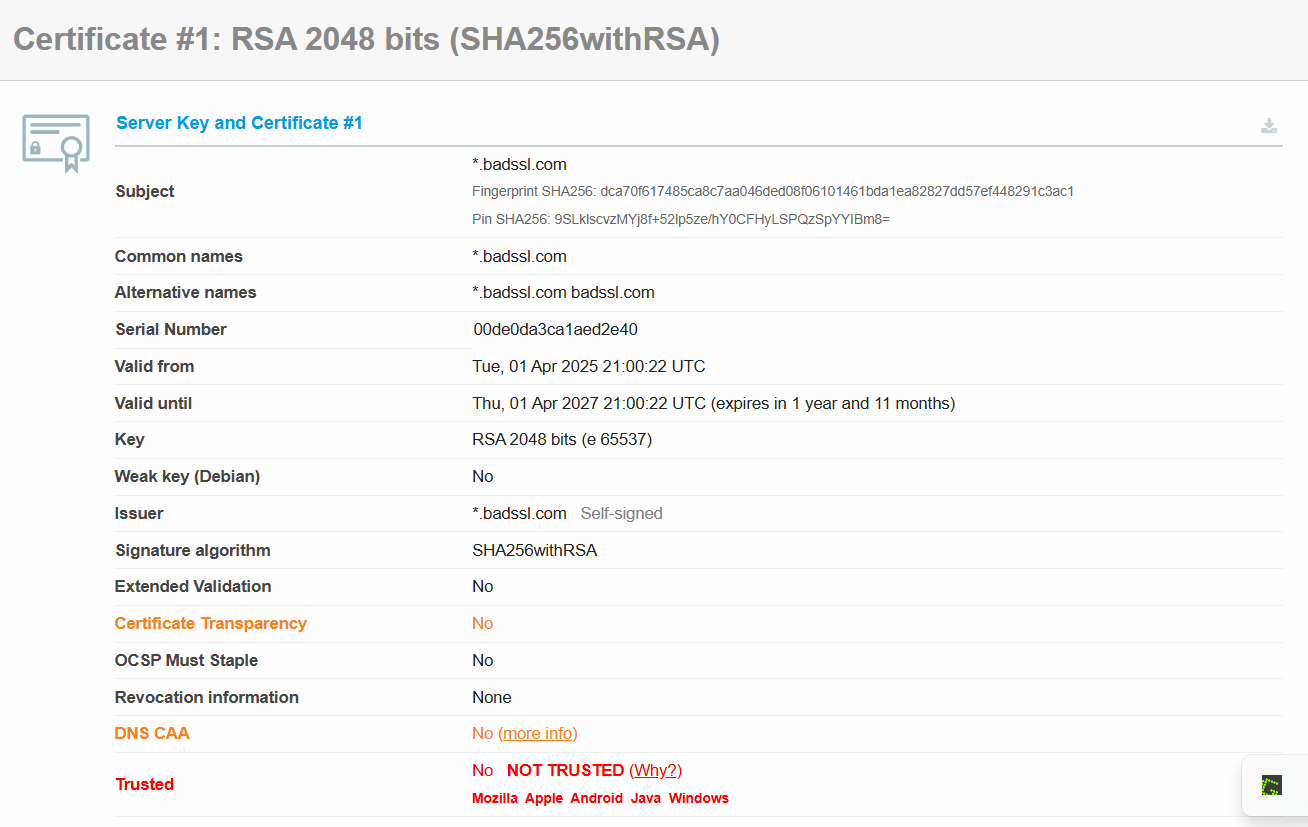 Certificate #1: RSA 2048 bits (SHA256withRSA)
Server Key and Certificate #1
Subject
*.badssl.com
Fingerprint SHA256: dca70f617485ca8c7aa046ded08f06101461bda1ea82827dd57ef448291c3ac1
Pin SHA256: 9SLklscvzMYj8f+52lp5ze/hY0CFHyLSPQzSpYYIBm8=
Common names *.badssl.com
Alternative names *.badssl.com badssl.com
Serial Number 00de0da3ca1aed2e40
Valid from Tue, 01 Apr 2025 21:00:22 UTC
Valid until Thu, 01 Apr 2027 21:00:22 UTC (expires in 1 year and 11 months)
Key RSA 2048 bits (e 65537)
Weak key (Debian) No
Issuer *.badssl.com Self-signed
Signature algorithm SHA256withRSA
Extended Validation No
Certificate Transparency No
OCSP Must Staple No
Revocation information None
DNS CAA No (more info)
Trusted
No NOT TRUSTED (Why?)
Mozilla Apple Android Java Windows